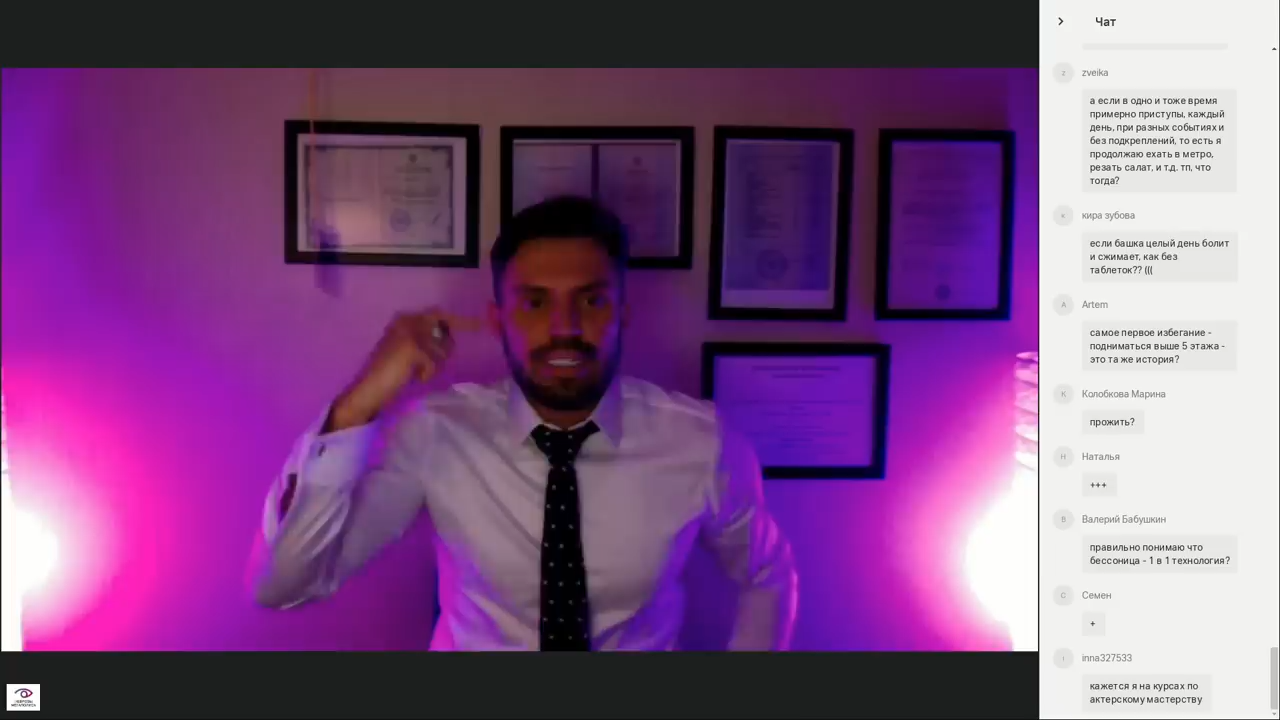 Чат
z
zveika
а если в одно и тоже время
примерно приступы, каждый
день, при разных событиях и
без подкреплений, то есть я
продолжаю ехать в метро,
резать салат, и т.д. тп, что
тогда?
к
кира зубова
если башка целый день болит
и сжимает, как без
таблеток?? (((
A
Artem
самое первое избегание -
подниматься выше 5 этажа -
это та же история?
К
Колобкова Марина
прожить?
Н
Наталья
+++
В
Валерий Бабушкин
правильно понимаю что
бессоница - 1 в 1 технология?
С
Семен
+
i
inna327533
кажется я на курсах по
актерскому мастерству